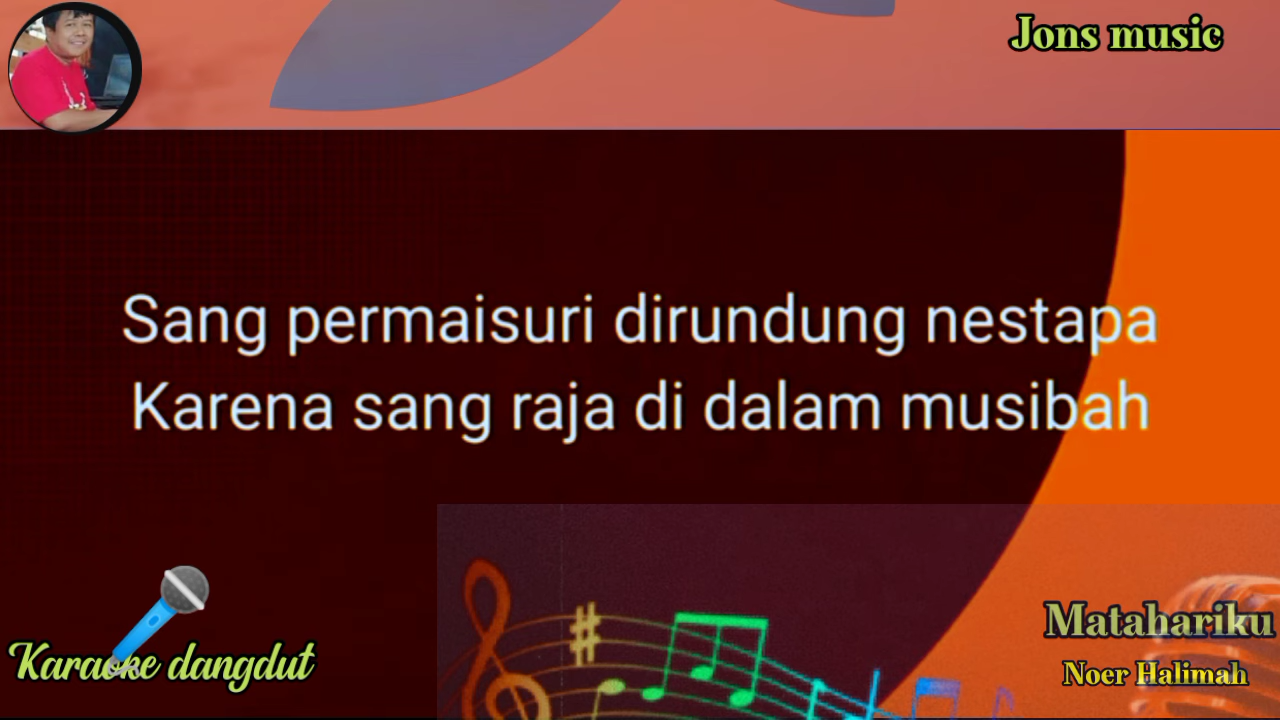 Jons music
Sang permaisuri dirundung nestapa
Karena sang raja di dalam musibah
Karaoke dangdut
Matahariku
Noer Halimah